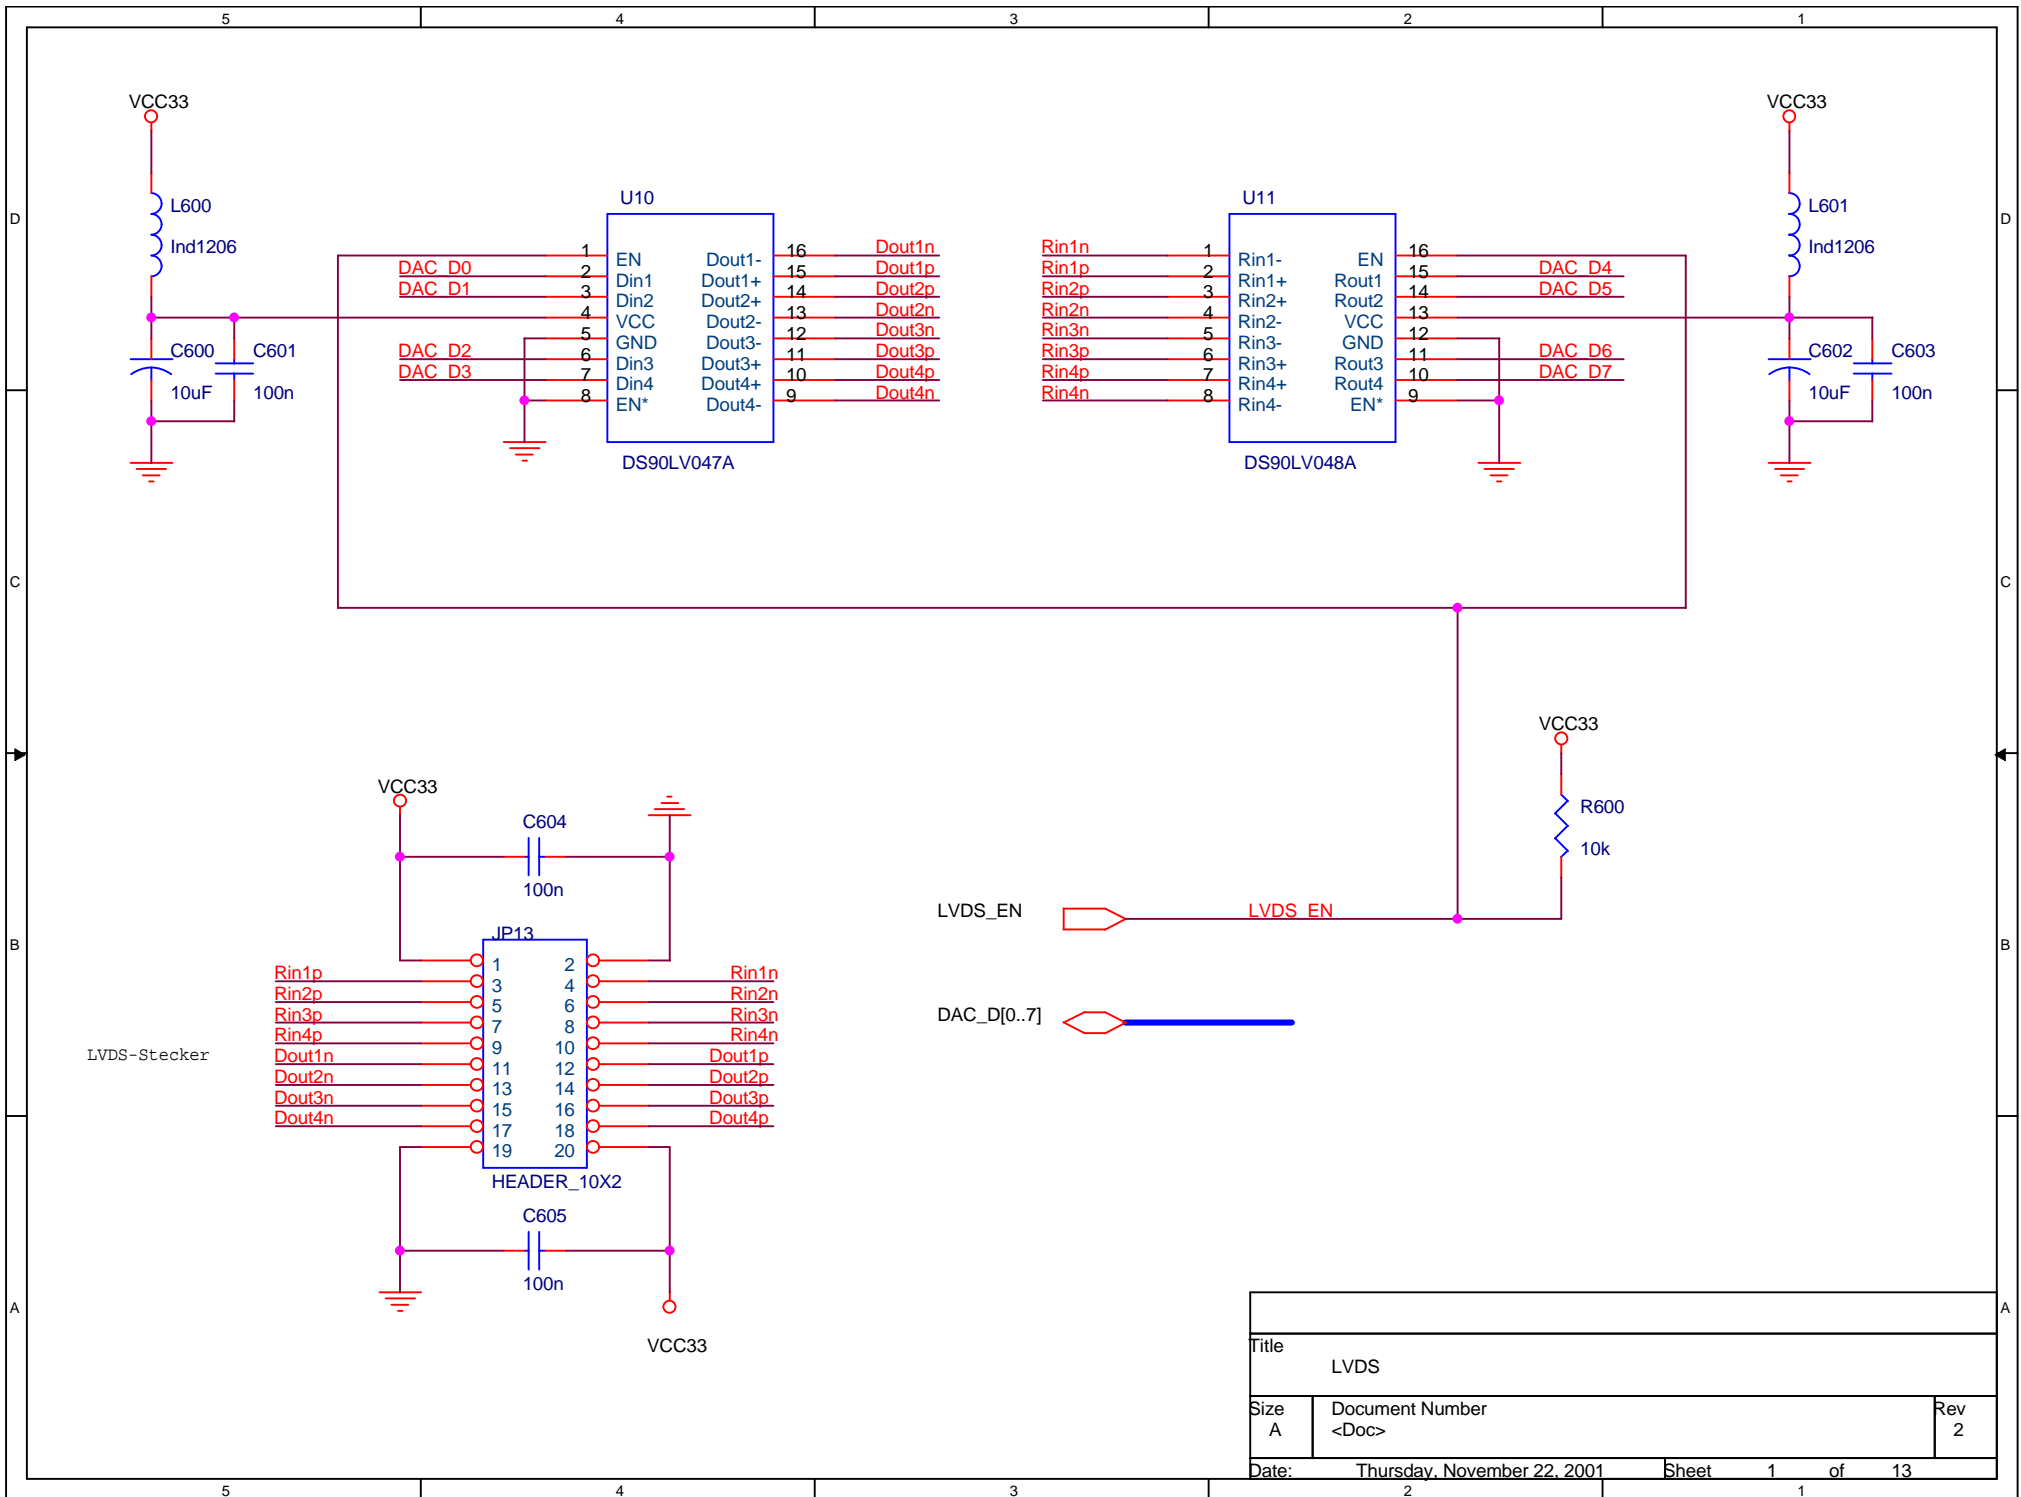 5 4 3 2 1
D D
C C
B B
A A
VCC33
L600
Ind1206
C600 C601
10uF 100n
U10
1 EN Dout1- 16 Dout1n
DAC_D0 2 Din1 Dout1+ 15 Dout1p
DAC_D1 3 Din2 Dout2+ 14 Dout2p
4 VCC Dout2- 13 Dout2n
5 GND Dout3- 12 Dout3n
DAC_D2 6 Din3 Dout3+ 11 Dout3p
DAC_D3 7 Din4 Dout4+ 10 Dout4p
8 EN* Dout4- 9 Dout4n
DS90LV047A
U11
Rin1n 1 Rin1- EN 16
Rin1p 2 Rin1+ Rout1 15 DAC_D4
Rin2p 3 Rin2+ Rout2 14 DAC_D5
Rin2n 4 Rin2- VCC 13
Rin3n 5 Rin3- GND 12
Rin3p 6 Rin3+ Rout3 11 DAC_D6
Rin4p 7 Rin4+ Rout4 10 DAC_D7
Rin4n 8 Rin4- EN* 9
DS90LV048A
VCC33
L601
Ind1206
C602 C603
10uF 100n
VCC33
R600
10k
LVDS_EN LVDS_EN
DAC_D[0..7]
VCC33
C604
100n
JP13
1 2
Rin1p 3 4 Rin1n
Rin2p 5 6 Rin2n
Rin3p 7 8 Rin3n
Rin4p 9 10 Rin4n
Dout1n 11 12 Dout1p
Dout2n 13 14 Dout2p
Dout3n 15 16 Dout3p
Dout4n 17 18 Dout4p
19 20
HEADER_10X2
LVDS-Stecker
C605
100n
VCC33
Title
LVDS
Size Document Number Rev
A <Doc> 2
Date: Thursday, November 22, 2001 Sheet 1 of 13
5 4 3 2 1